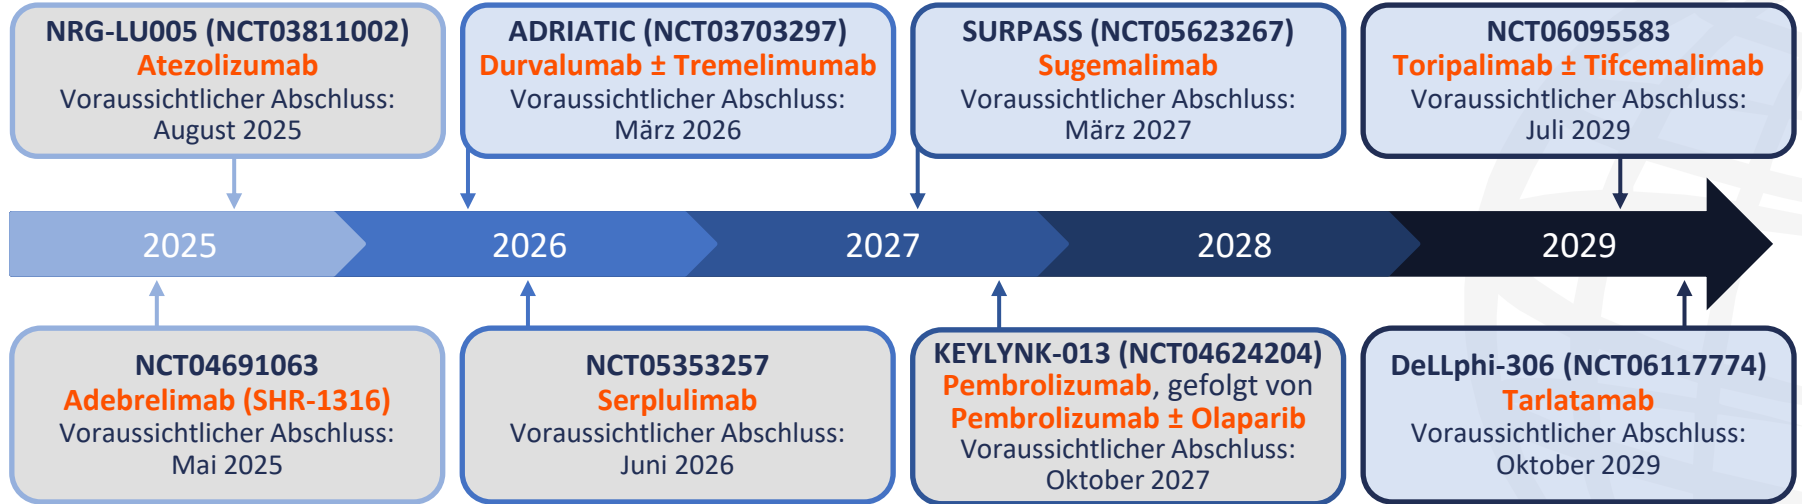 NRG-LU005 (NCT03811002)
Atezolizumab
Voraussichtlicher Abschluss:
August 2025
ADRIATIC (NCT03703297)
Durvalumab ± Tremelimumab
Voraussichtlicher Abschluss:
März 2026
SURPASS (NCT05623267)
Sugemalimab
Voraussichtlicher Abschluss:
März 2027
NCT06095583
Toripalimab ± Tifcemalimab
Voraussichtlicher Abschluss:
Juli 2029
2025
2026
2027
2028
2029
NCT04691063
Adebrelimab (SHR-1316)
Voraussichtlicher Abschluss:
Mai 2025
NCT05353257
Serplulimab
Voraussichtlicher Abschluss:
Juni 2026
KEYLYNK-013 (NCT04624204)
Pembrolizumab, gefolgt von
Pembrolizumab ± Olaparib
Voraussichtlicher Abschluss:
Oktober 2027
DeLLphi-306 (NCT06117774)
Tarlatamab
Voraussichtlicher Abschluss:
Oktober 2029